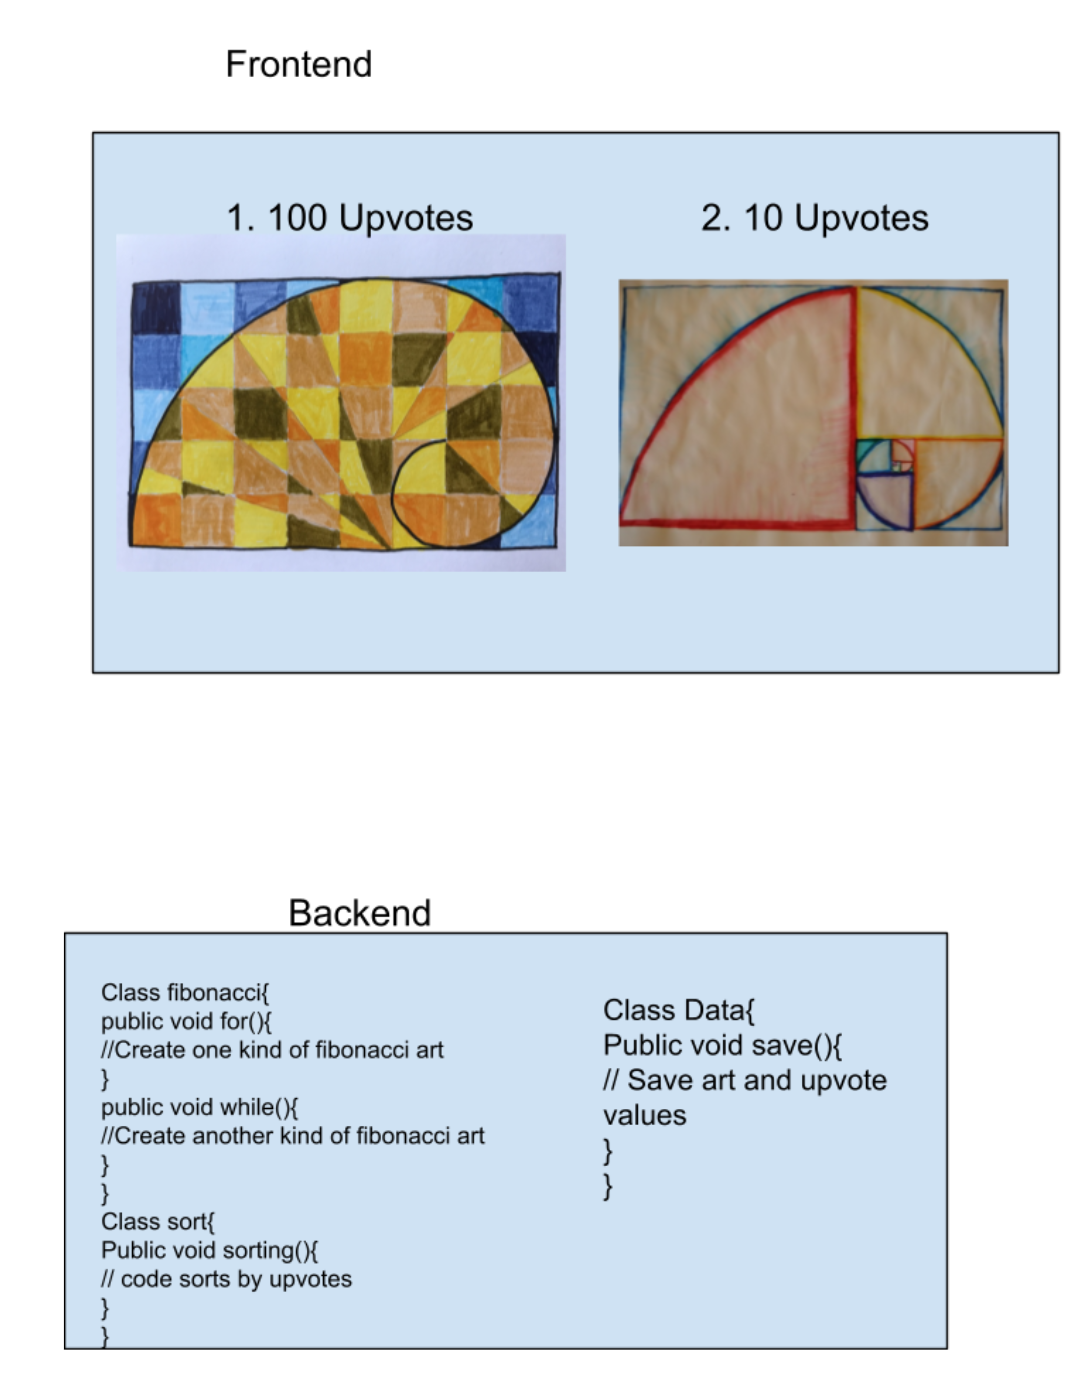 Frontend
1. 100 Upvotes
2. 10 Upvotes
Backend
Class fibonacci{
public void for(){
//Create one kind of fibonacci art
}
public void while(){
//Create another kind of fibonacci art
}
}
Class sort{
Public void sorting(){
// code sorts by upvotes
}
}
Class Data{
Public void save(){
// Save art and upvote
values
}
}